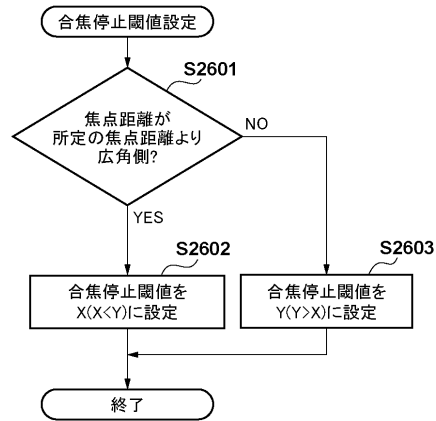 合焦停止閾値設定
S2601
焦点距離が
所定の焦点距離より
広角側?
NO
YES
S2602
合焦停止閾値を
X(X<Y)に設定
S2603
合焦停止閾値を
Y(Y>X)に設定
終了